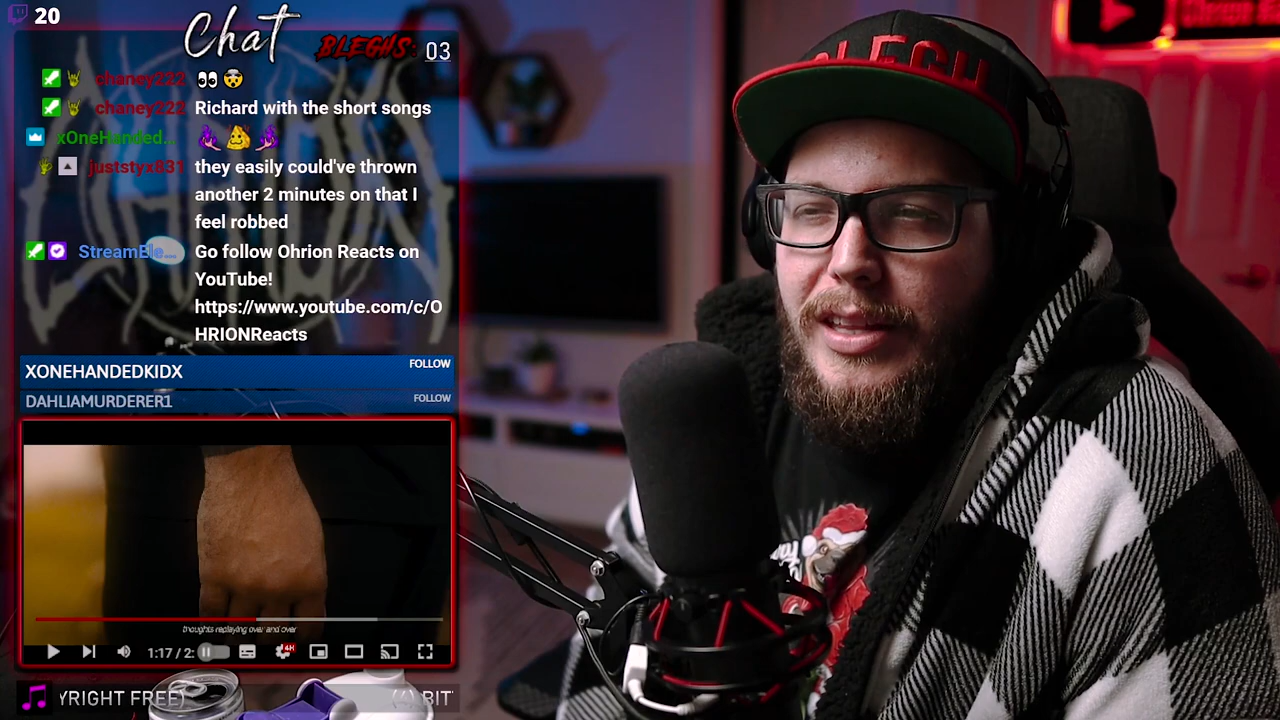 20
Chat
BLEGHS: 03
chaney222
chaney222 Richard with the short songs
xOneHanded...
juststyx831 they easily could've thrown
another 2 minutes on that I
feel robbed
StreamEle... Go follow Ohrion Reacts on
YouTube!
https://www.youtube.com/c/O
HRIONReacts
XONEHANDEDKIDX FOLLOW
DAHLIAMURDERER1 FOLLOW
thoughts replaying over and over
1:17 / 2:
4H
YRIGHT FREE)
BIT
BLEGH